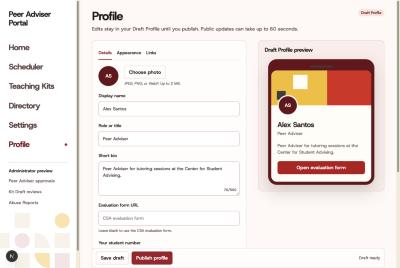 Peer Adviser
Portal
Home
Scheduler
Teaching Kits
Directory
Settings
Profile
Administrator preview
Peer Adviser approvals
Kit Draft reviews
Abuse Reports
N
Profile
Draft Profile
Edits stay in your Draft Profile until you publish. Public updates can take up to 60 seconds.
Details
Appearance
Links
AS
Choose photo
JPEG, PNG, or WebP. Up to 2 MB.
Display name
Alex Santos
Role or title
Peer Adviser
Short bio
Peer Adviser for tutoring sessions at the Center for Student
Advising.
Evaluation form URL
CSA evaluation form
Leave blank to use the CSA evaluation form.
Your student number
Save draft
Publish profile
Draft ready
Draft Profile preview
AS
Alex Santos
Peer Adviser
Peer Adviser for tutoring sessions at the
Center for Student Advising.
Open evaluation form